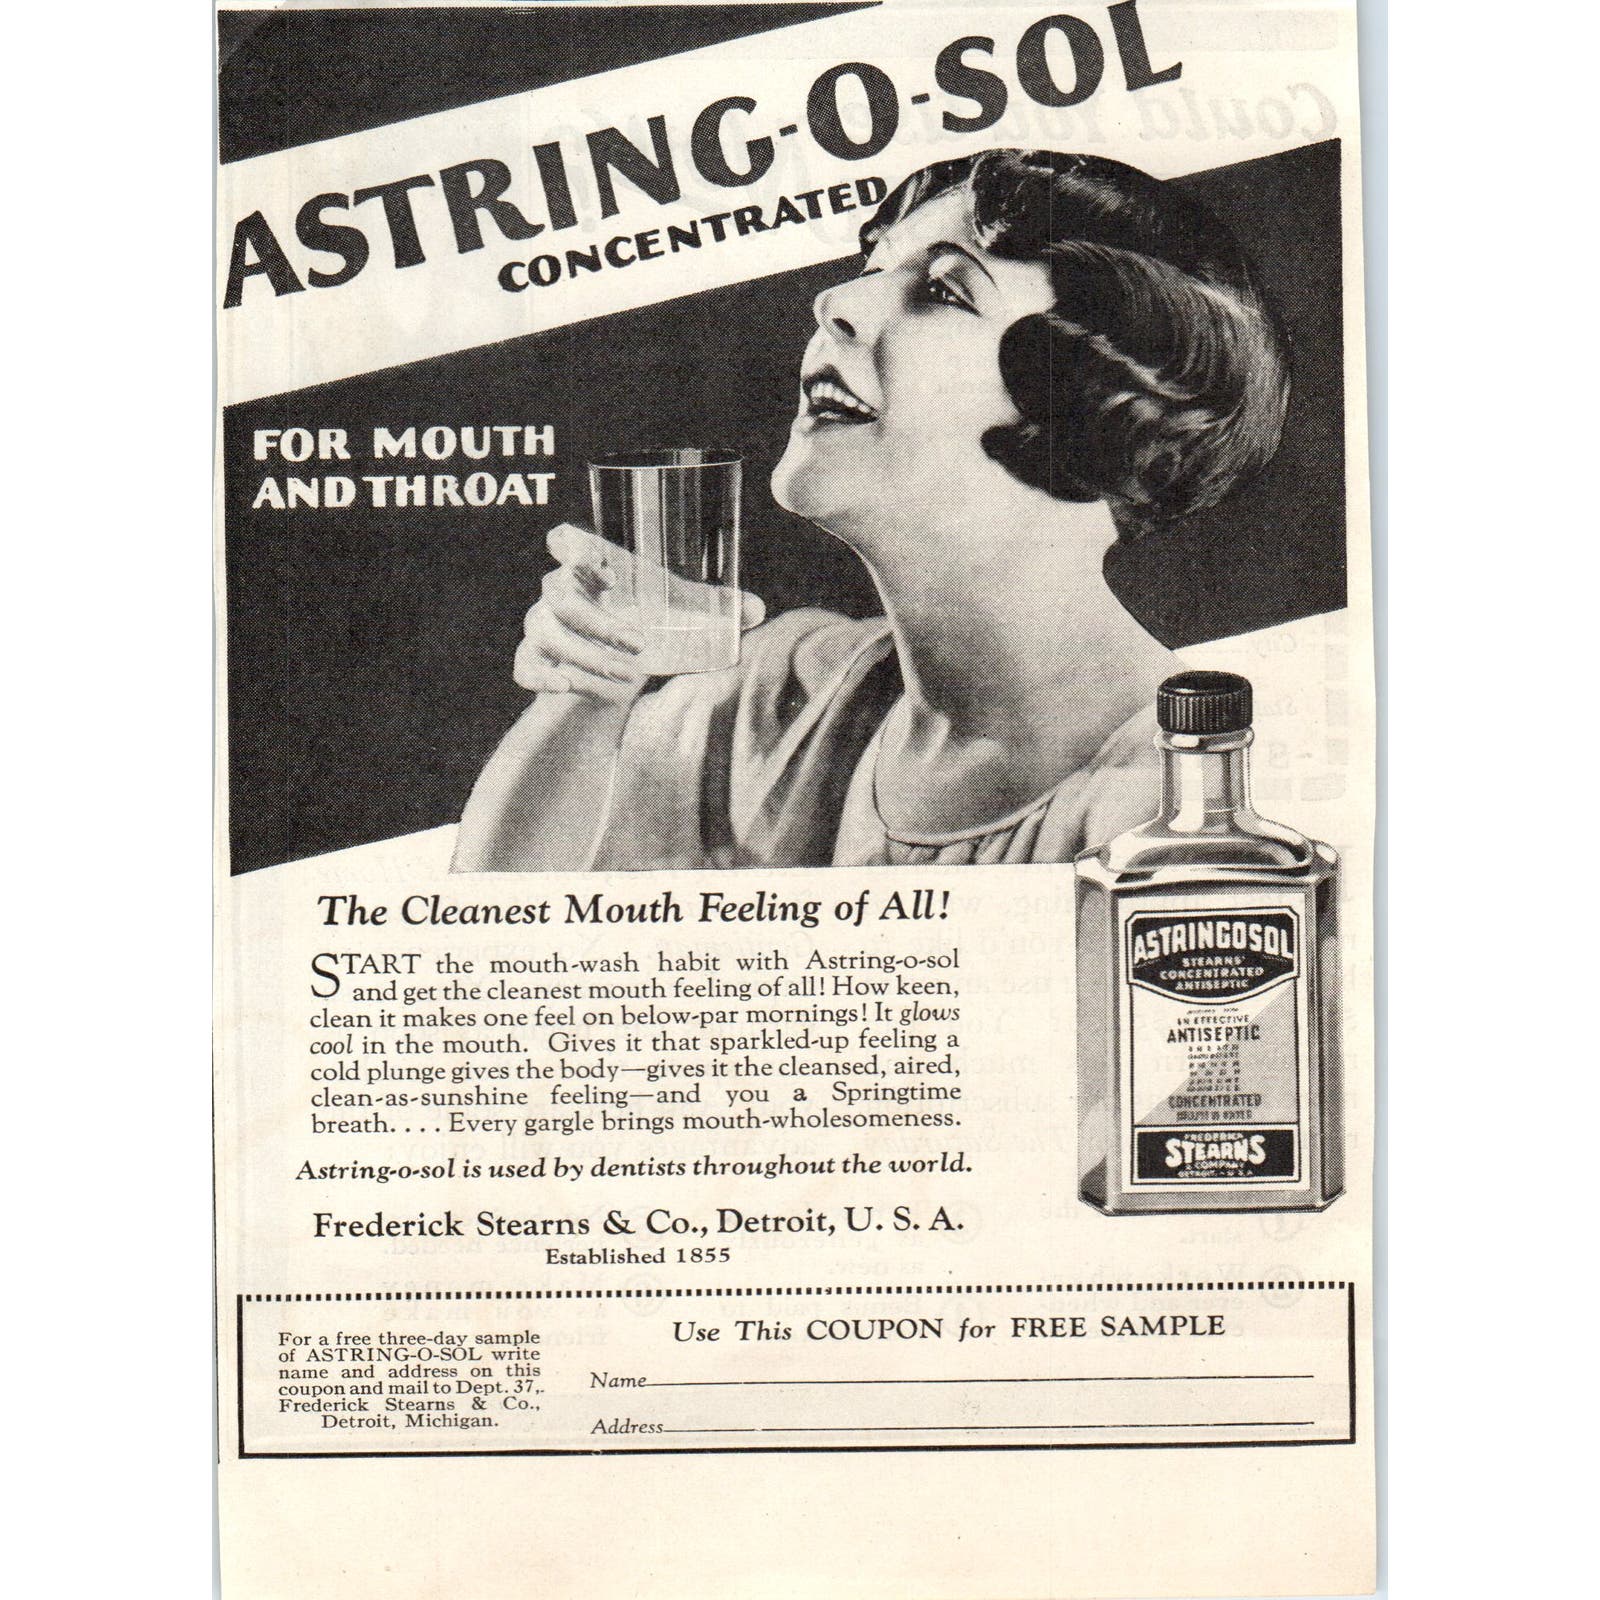 ASTRING-O-SOL
CONCENTRATED
FOR MOUTH
AND THROAT
The Cleanest Mouth Feeling of All!
START the mouth-wash habit with Astring-o-sol
and get the cleanest mouth feeling of all! How keen,
clean it makes one feel on below-par mornings! It glows
cool in the mouth. Gives it that sparkled-up feeling a
cold plunge gives the body—gives it the cleansed, aired,
clean-as-sunshine feeling—and you a Springtime
breath. . . . Every gargle brings mouth-wholesomeness.
Astring-o-sol is used by dentists throughout the world.
Frederick Stearns & Co., Detroit, U. S. A.
Established 1855
ASTRINGOSOL
STEARNS'
CONCENTRATED
ANTISEPTIC
AN EFFECTIVE
ANTISEPTIC
CONCENTRATED
FREDERICK
STEARNS
& COMPANY
DETROIT, U.S.A.
For a free three-day sample
of ASTRING-O-SOL write
name and address on this
coupon and mail to Dept. 37,.
Frederick Stearns & Co.,
Detroit, Michigan.
Use This COUPON for FREE SAMPLE
Name
Address